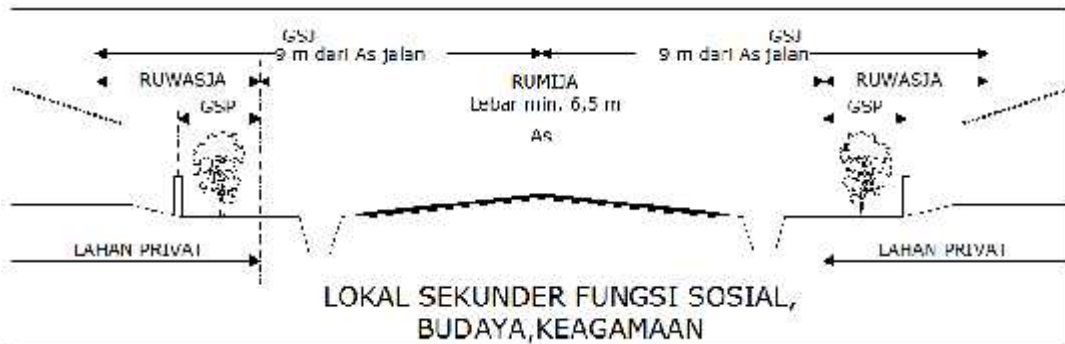 GSJ
9 m dari As jalan
GSJ
9 m dari As jalan
RUWASJA
RUMIJA
RUWASJA
GSP
Lebar min. 6,5 m
GSP
As
LAHAN PRIVAT
LAHAN PRIVAT
LOKAL SEKUNDER FUNGSI SOSIAL,
BUDAYA,KEAGAMAAN